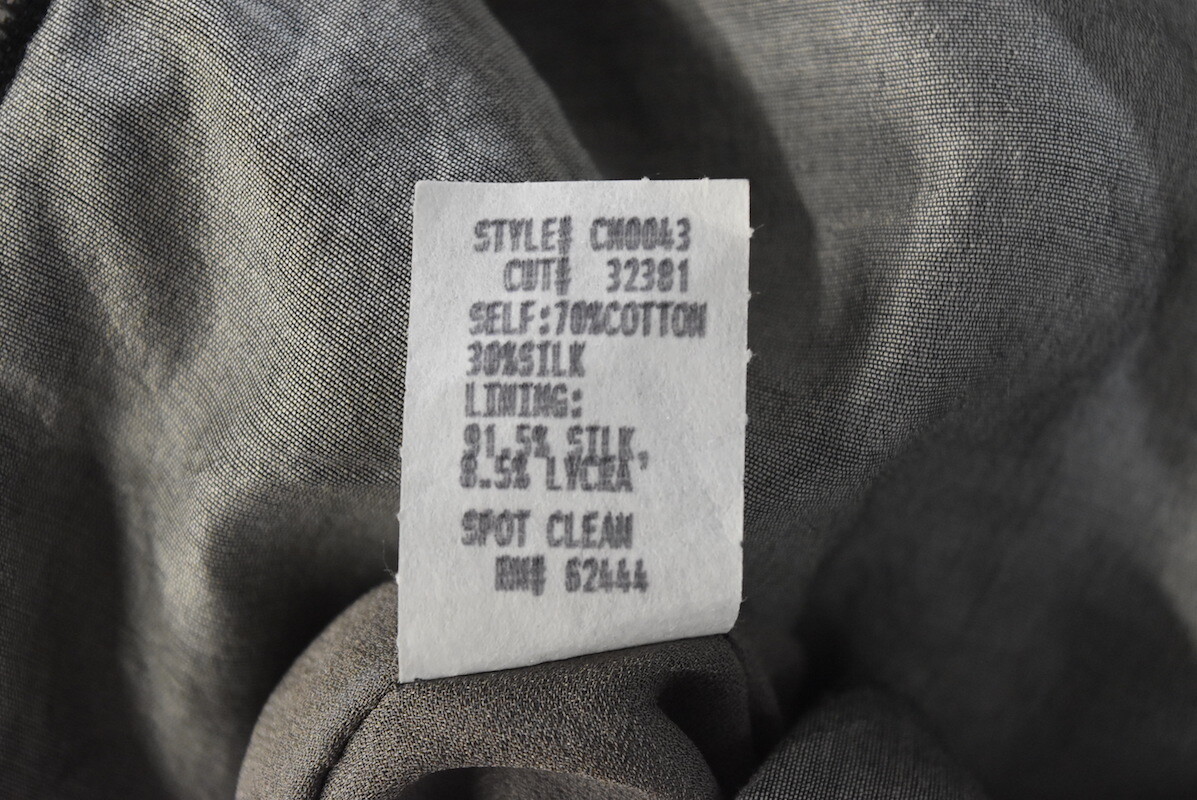 STYLE# CM0043
CUT# 32381
SELF:70%COTTON
30%SILK
LINING:
91.5% SILK,
8.5% LYCRA'
SPOT CLEAN
RN# 62444